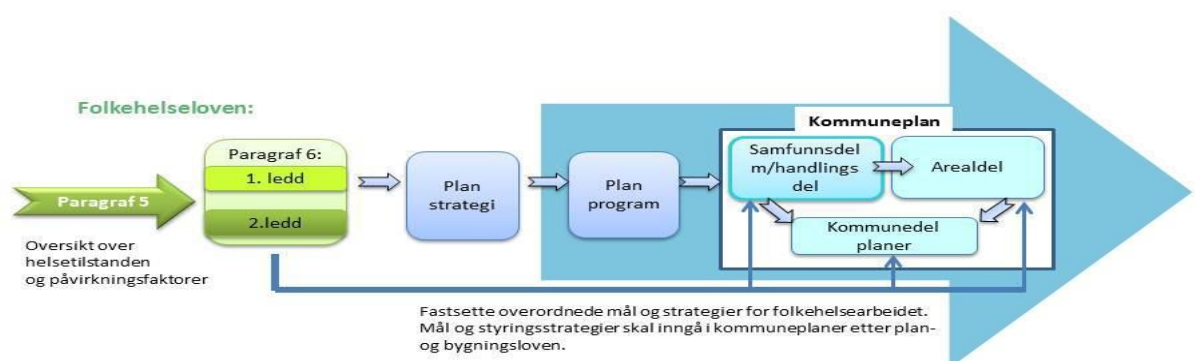 Folkehelseloven:
Paragraf 5
Oversikt over
helsetilstanden
og påvirkningsfaktorer
Paragraf 6:
1. ledd
2.ledd
Plan
strategi
Plan
program
Kommuneplan
Samfunnsdel
m/handlings
del
Arealdel
Kommunedel
planer
Fastsette overordnede mål og strategier for folkehelsearbeidet.
Mål og styringsstrategier skal inngå i kommuneplaner etter plan-
og bygningsloven.